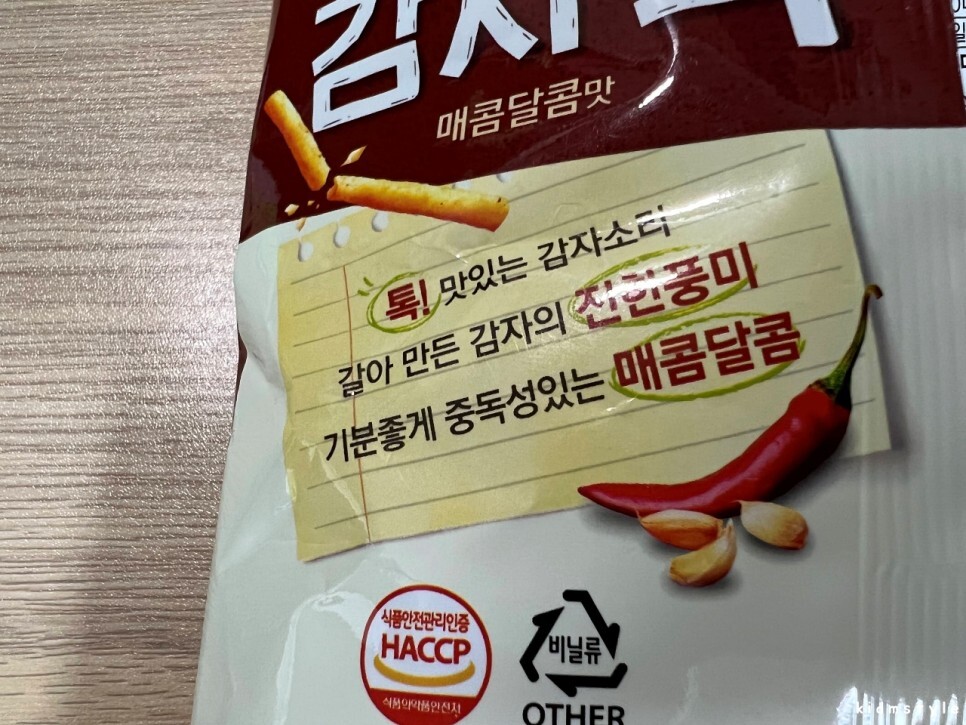 감자
매콤달콤맛
톡! 맛있는 감자소리
갈아 만든 감자의 진한풍미
기분좋게 중독성있는 매콤달콤
식품안전관리인증
HACCP
식품의약품안전처
비닐류
OTHER